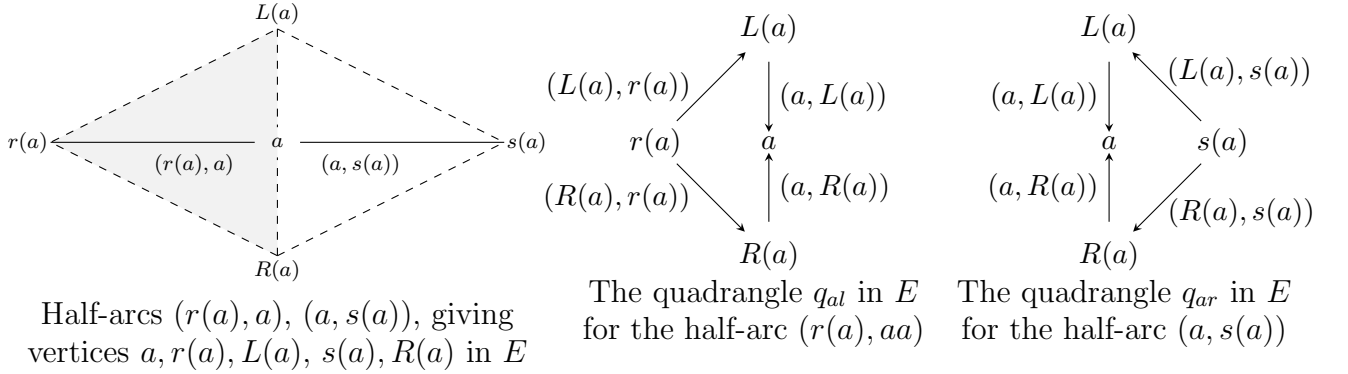 L(a)
r(a)
a
s(a)
(r(a), a)
(a, s(a))
R(a)
Half-arcs (r(a), a), (a, s(a)), giving
vertices a, r(a), L(a), s(a), R(a) in E
L(a)
(L(a), r(a))
(a, L(a))
r(a)
a
(R(a), r(a))
(a, R(a))
R(a)
The quadrangle q_{al} in E
for the half-arc (r(a), aa)
L(a)
(L(a), s(a))
(a, L(a))
a
s(a)
(a, R(a))
(R(a), s(a))
R(a)
The quadrangle q_{ar} in E
for the half-arc (a, s(a))